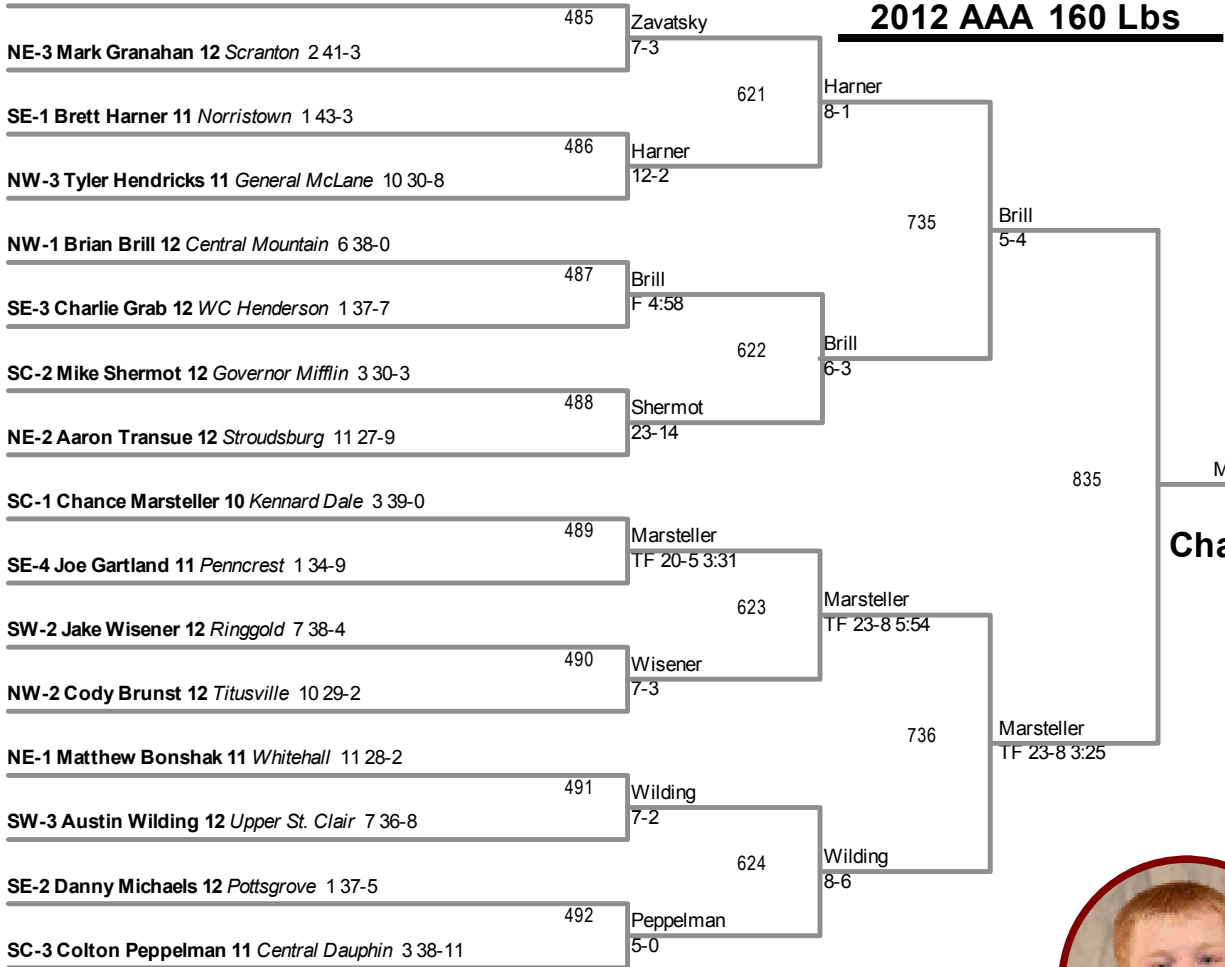 2012 AAA 160 Lbs
485
Zavatsky
7-3
NE-3 Mark Granahan 12 Scranton 2 41-3
621
Harner
8-1
SE-1 Brett Harner 11 Norristown 1 43-3
486
Harner
12-2
NW-3 Tyler Hendricks 11 General McLane 10 30-8
735
Brill
5-4
NW-1 Brian Brill 12 Central Mountain 6 38-0
487
Brill
F 4:58
SE-3 Charlie Grab 12 WC Henderson 1 37-7
622
Brill
6-3
SC-2 Mike Shermot 12 Governor Mifflin 3 30-3
488
Shermot
23-14
NE-2 Aaron Transue 12 Stroudsburg 11 27-9
835
M
SC-1 Chance Marsteller 10 Kennard Dale 3 39-0
489
Marsteller
TF 20-5 3:31
Cha
SE-4 Joe Gartland 11 Penncrest 1 34-9
623
Marsteller
TF 23-8 5:54
SW-2 Jake Wisener 12 Ringgold 7 38-4
490
Wisener
7-3
NW-2 Cody Brunst 12 Titusville 10 29-2
736
Marsteller
TF 23-8 3:25
NE-1 Matthew Bonshak 11 Whitehall 11 28-2
491
Wilding
7-2
SW-3 Austin Wilding 12 Upper St. Clair 7 36-8
624
Wilding
8-6
SE-2 Danny Michaels 12 Pottsgrove 1 37-5
492
Peppelman
5-0
SC-3 Colton Peppelman 11 Central Dauphin 3 38-11